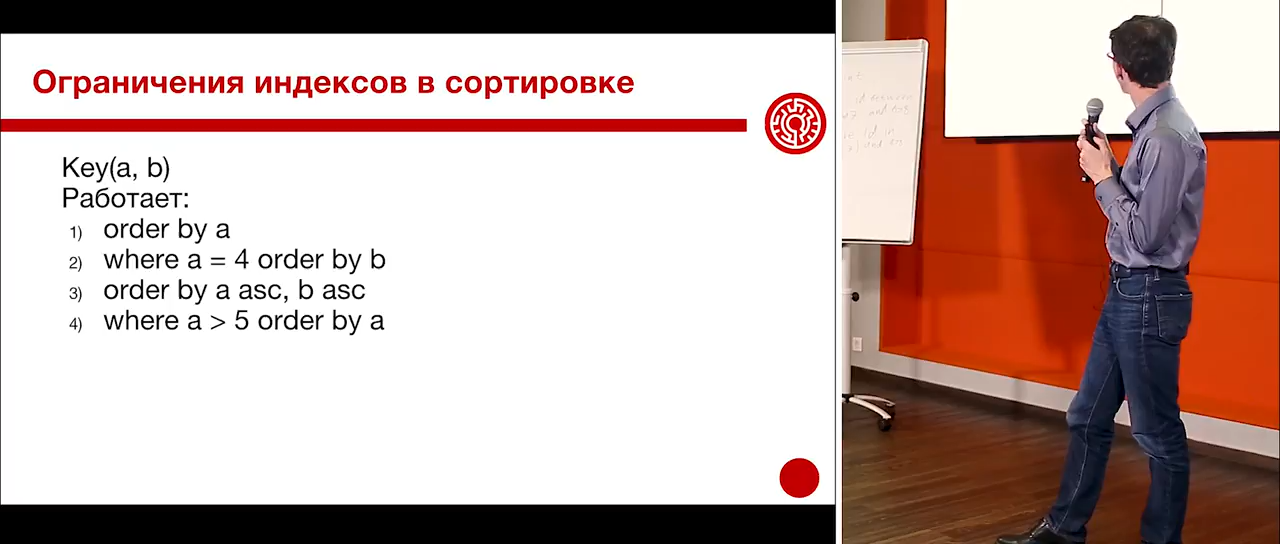 Ограничения индексов в сортировке
Key(a, b)
Работает:
1) order by a
2) where a = 4 order by b
3) order by a asc, b asc
4) where a > 5 order by a